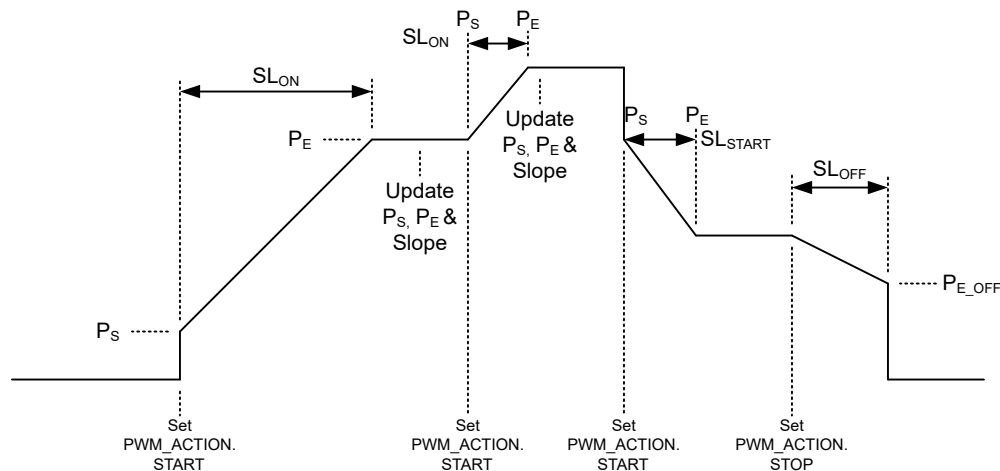 P_S P_E
SL_ON
SL_ON
Update
P_S, P_E &
Slope
P_S P_E
SL_START
P_E
Update
P_S, P_E &
Slope
SL_OFF
P_E_OFF
P_S
Set
PWM_ACTION.
START
Set
PWM_ACTION.
START
Set
PWM_ACTION.
START
Set
PWM_ACTION.
STOP